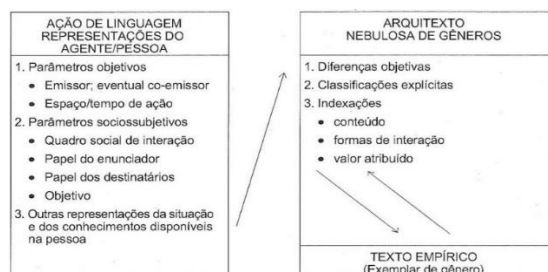 AÇÃO DE LINGUAGEM
REPRESENTAÇÕES DO
AGENTE/PESSOA
1. Parâmetros objetivos
• Emissor; eventual co-emissor
• Espaço/tempo de ação
2. Parâmetros sociossubjetivos
• Quadro social de interação
• Papel do enunciador
• Papel dos destinatários
• Objetivo
3. Outras representações da situação
e dos conhecimentos disponíveis
na pessoa
ARQUITEXTO
NEBULOSA DE GÊNEROS
1. Diferenças objetivas
2. Classificações explícitas
3. Indexações
• conteúdo
• formas de interação
• valor atribuído
TEXTO EMPÍRICO
(Exemplar de gênero)